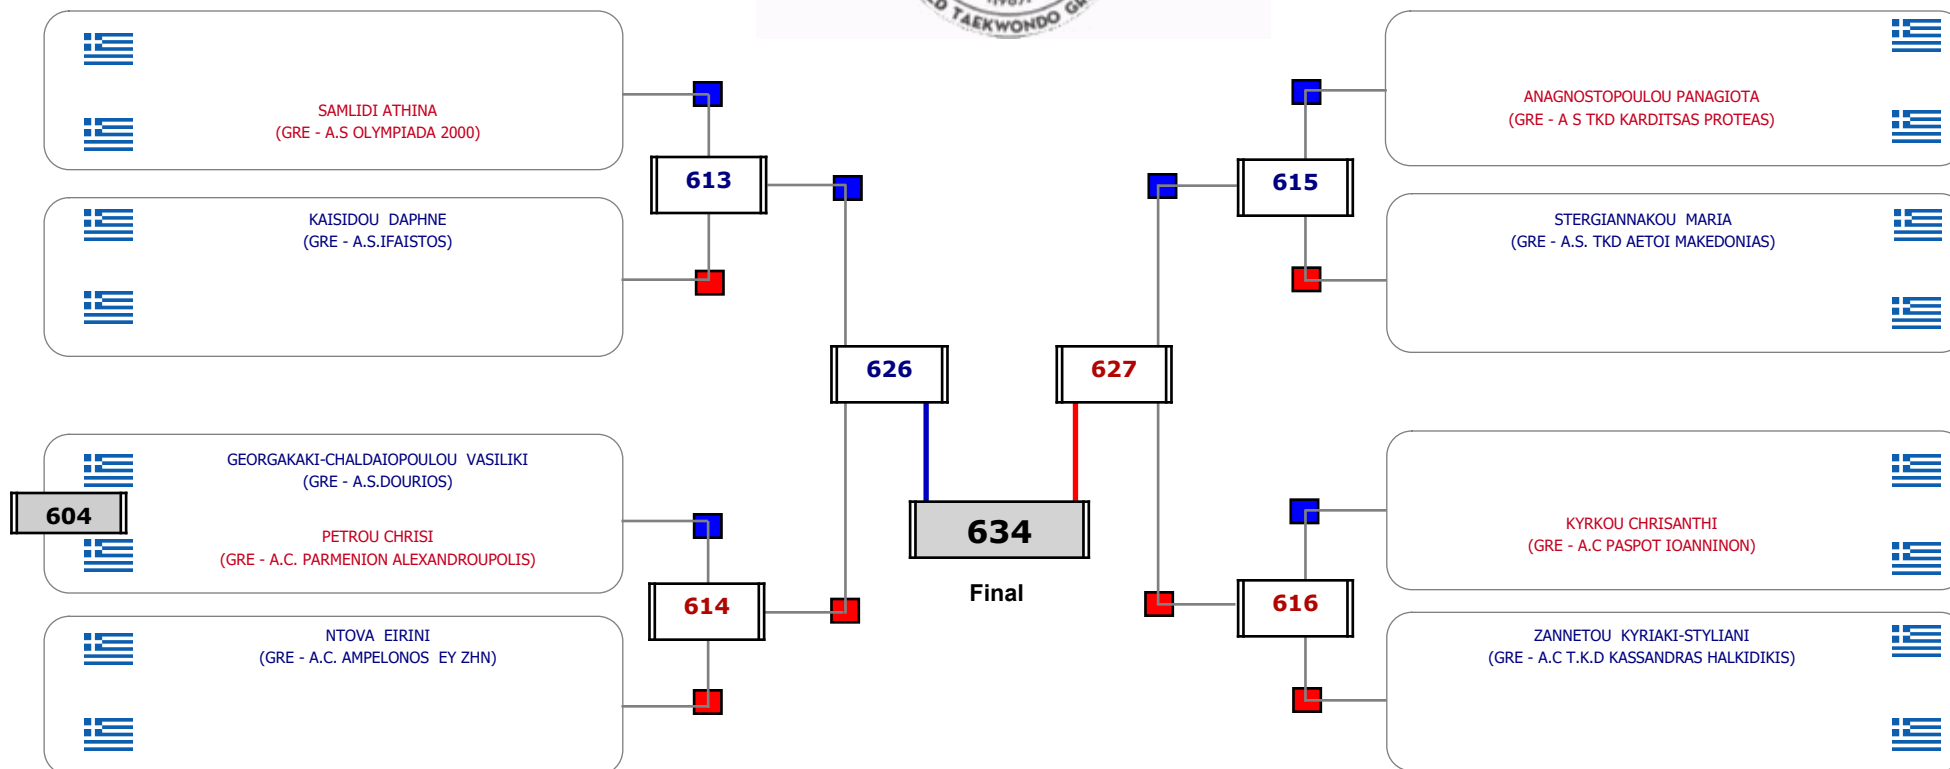 TAEKWONDO
SAMLIDI ATHINA
(GRE - A.S OLYMPIADA 2000)
KAISIDOU DAPHNE
(GRE - A.S.IFAISTOS)
GEORGAKAKI-CHALDAIOPOULOU VASILIKI
(GRE - A.S.DOURIOS)
604
PETROU CHRISI
(GRE - A.C. PARMENION ALEXANDROUPOLIS)
NTOVA EIRINI
(GRE - A.C. AMPELONOS EY ZHN)
613
614
626
634
Final
627
615
616
ANAGNOSTOPOULOU PANAGIOTA
(GRE - A S TKD KARDITSAS PROTEAS)
STERGIANNAKOU MARIA
(GRE - A.S. TKD AETOI MAKEDONIAS)
KYRKOU CHRISANTHI
(GRE - A.C PASPOT IOANNINON)
ZANNETOU KYRIAKI-STYLIANI
(GRE - A.C T.K.D KASSANDRAS HALKIDIKIS)